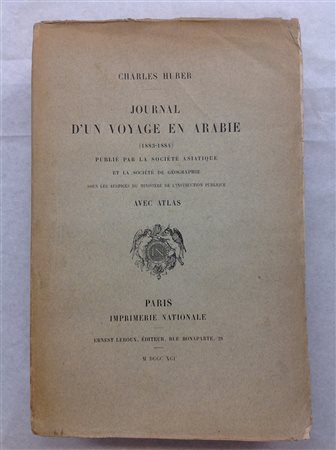 CHARLES HUBER
JOURNAL
D'UN VOYAGE EN ARABIE
(1883-1884)
PUBLIÉ PAR LA SOCIÉTÉ ASIATIQUE
ET LA SOCIÉTÉ DE GÉOGRAPHIE
SOUS LES AUSPICES DU MINISTÈRE DE L'INSTRUCTION PUBLIQUE
AVEC ATLAS
PARIS
IMPRIMERIE NATIONALE
ERNEST LEROUX, ÉDITEUR, RUE BONAPARTE, 28
M DCCC XCI